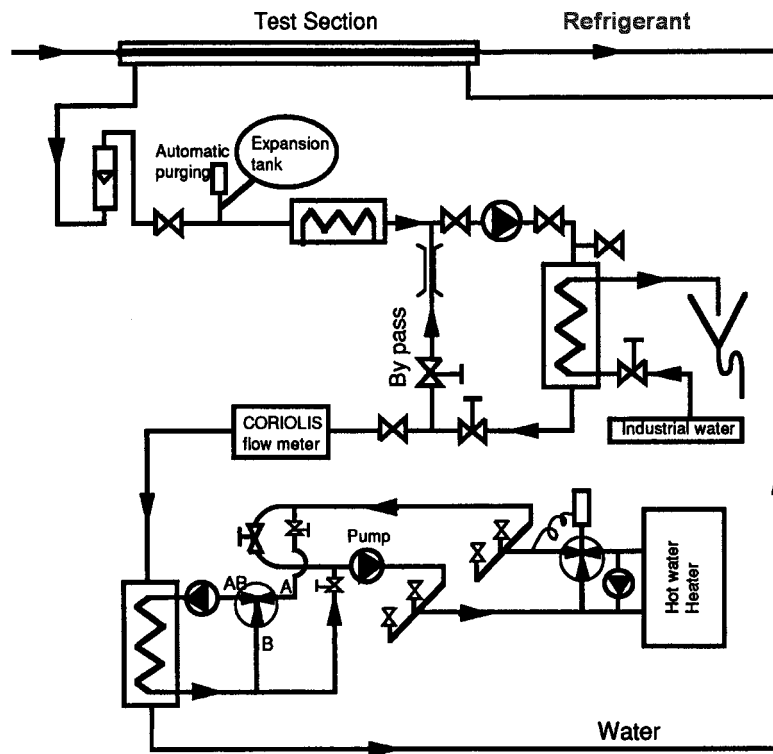 Test Section
Refrigerant
Automatic
purging
Expansion
tank
By pass
CORIOLIS
flow meter
Industrial water
Pump
AB
A
B
Hot water
Heater
Water